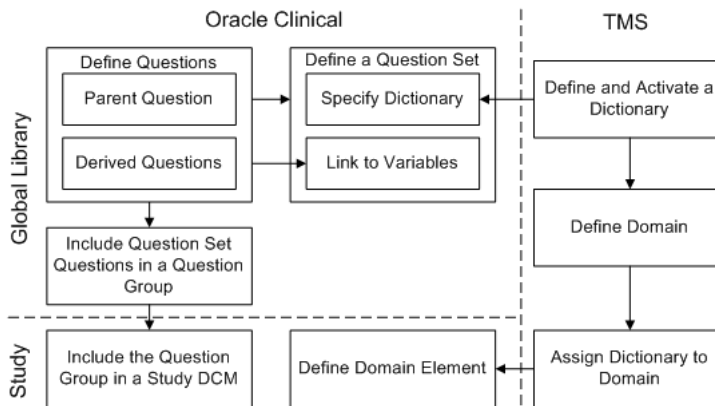 Oracle Clinical
TMS
Global Library
Define Questions
Parent Question
Derived Questions
Define a Question Set
Specify Dictionary
Link to Variables
Define and Activate a
Dictionary
Define Domain
Include Question Set
Questions in a Question
Group
Study
Include the Question
Group in a Study DCM
Define Domain Element
Assign Dictionary to
Domain